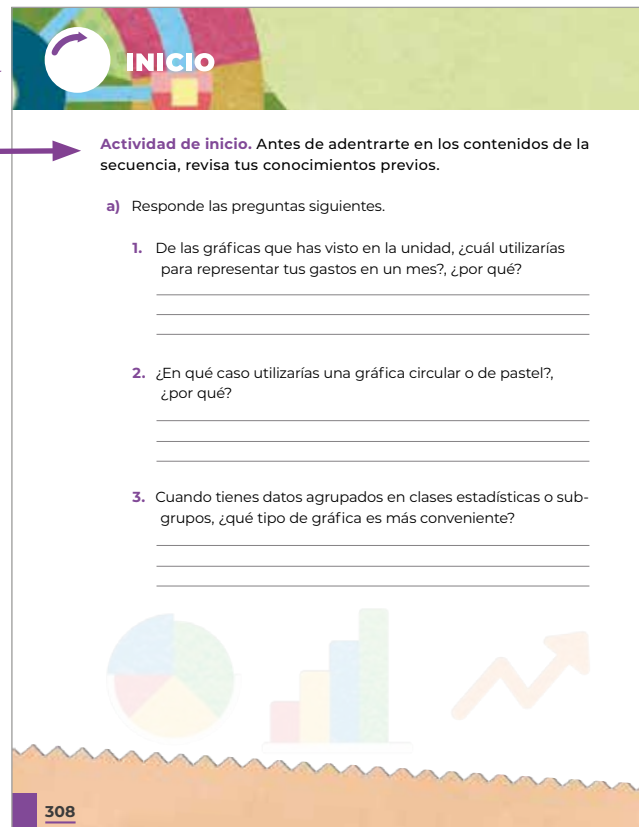 INICIO
Actividad de inicio. Antes de adentrarte en los contenidos de la
secuencia, revisa tus conocimientos previos.
a) Responde las preguntas siguientes.
1. De las gráficas que has visto en la unidad, ¿cuál utilizarías
para representar tus gastos en un mes?, ¿por qué?
2. ¿En qué caso utilizarías una gráfica circular o de pastel?,
¿por qué?
3. Cuando tienes datos agrupados en clases estadísticas o sub-
grupos, ¿qué tipo de gráfica es más conveniente?
308